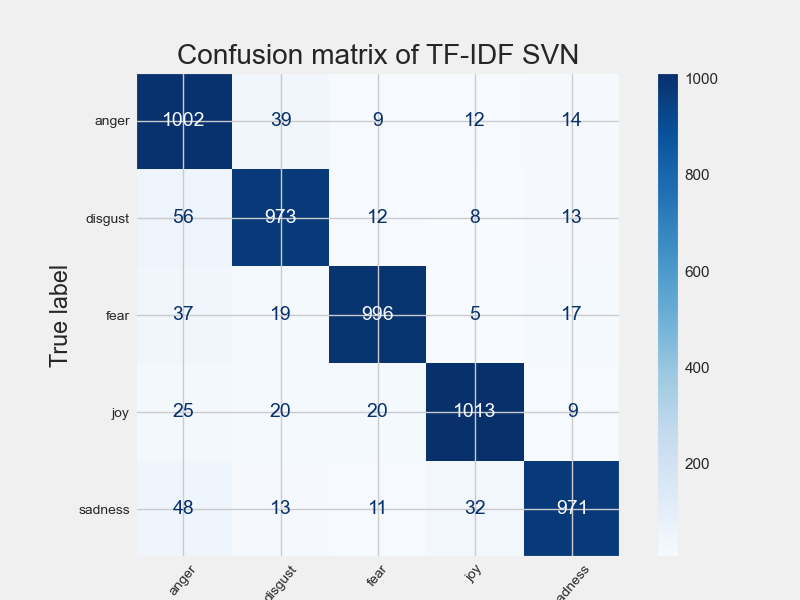 Confusion matrix of TF-IDF SVN
1000
anger 1002 39 9 12 14
800
disgust 56 973 12 8 13
600
True label
fear 37 19 996 5 17
400
joy 25 20 20 1013 9
200
sadness 48 13 11 32 971
anger disgust fear joy adness